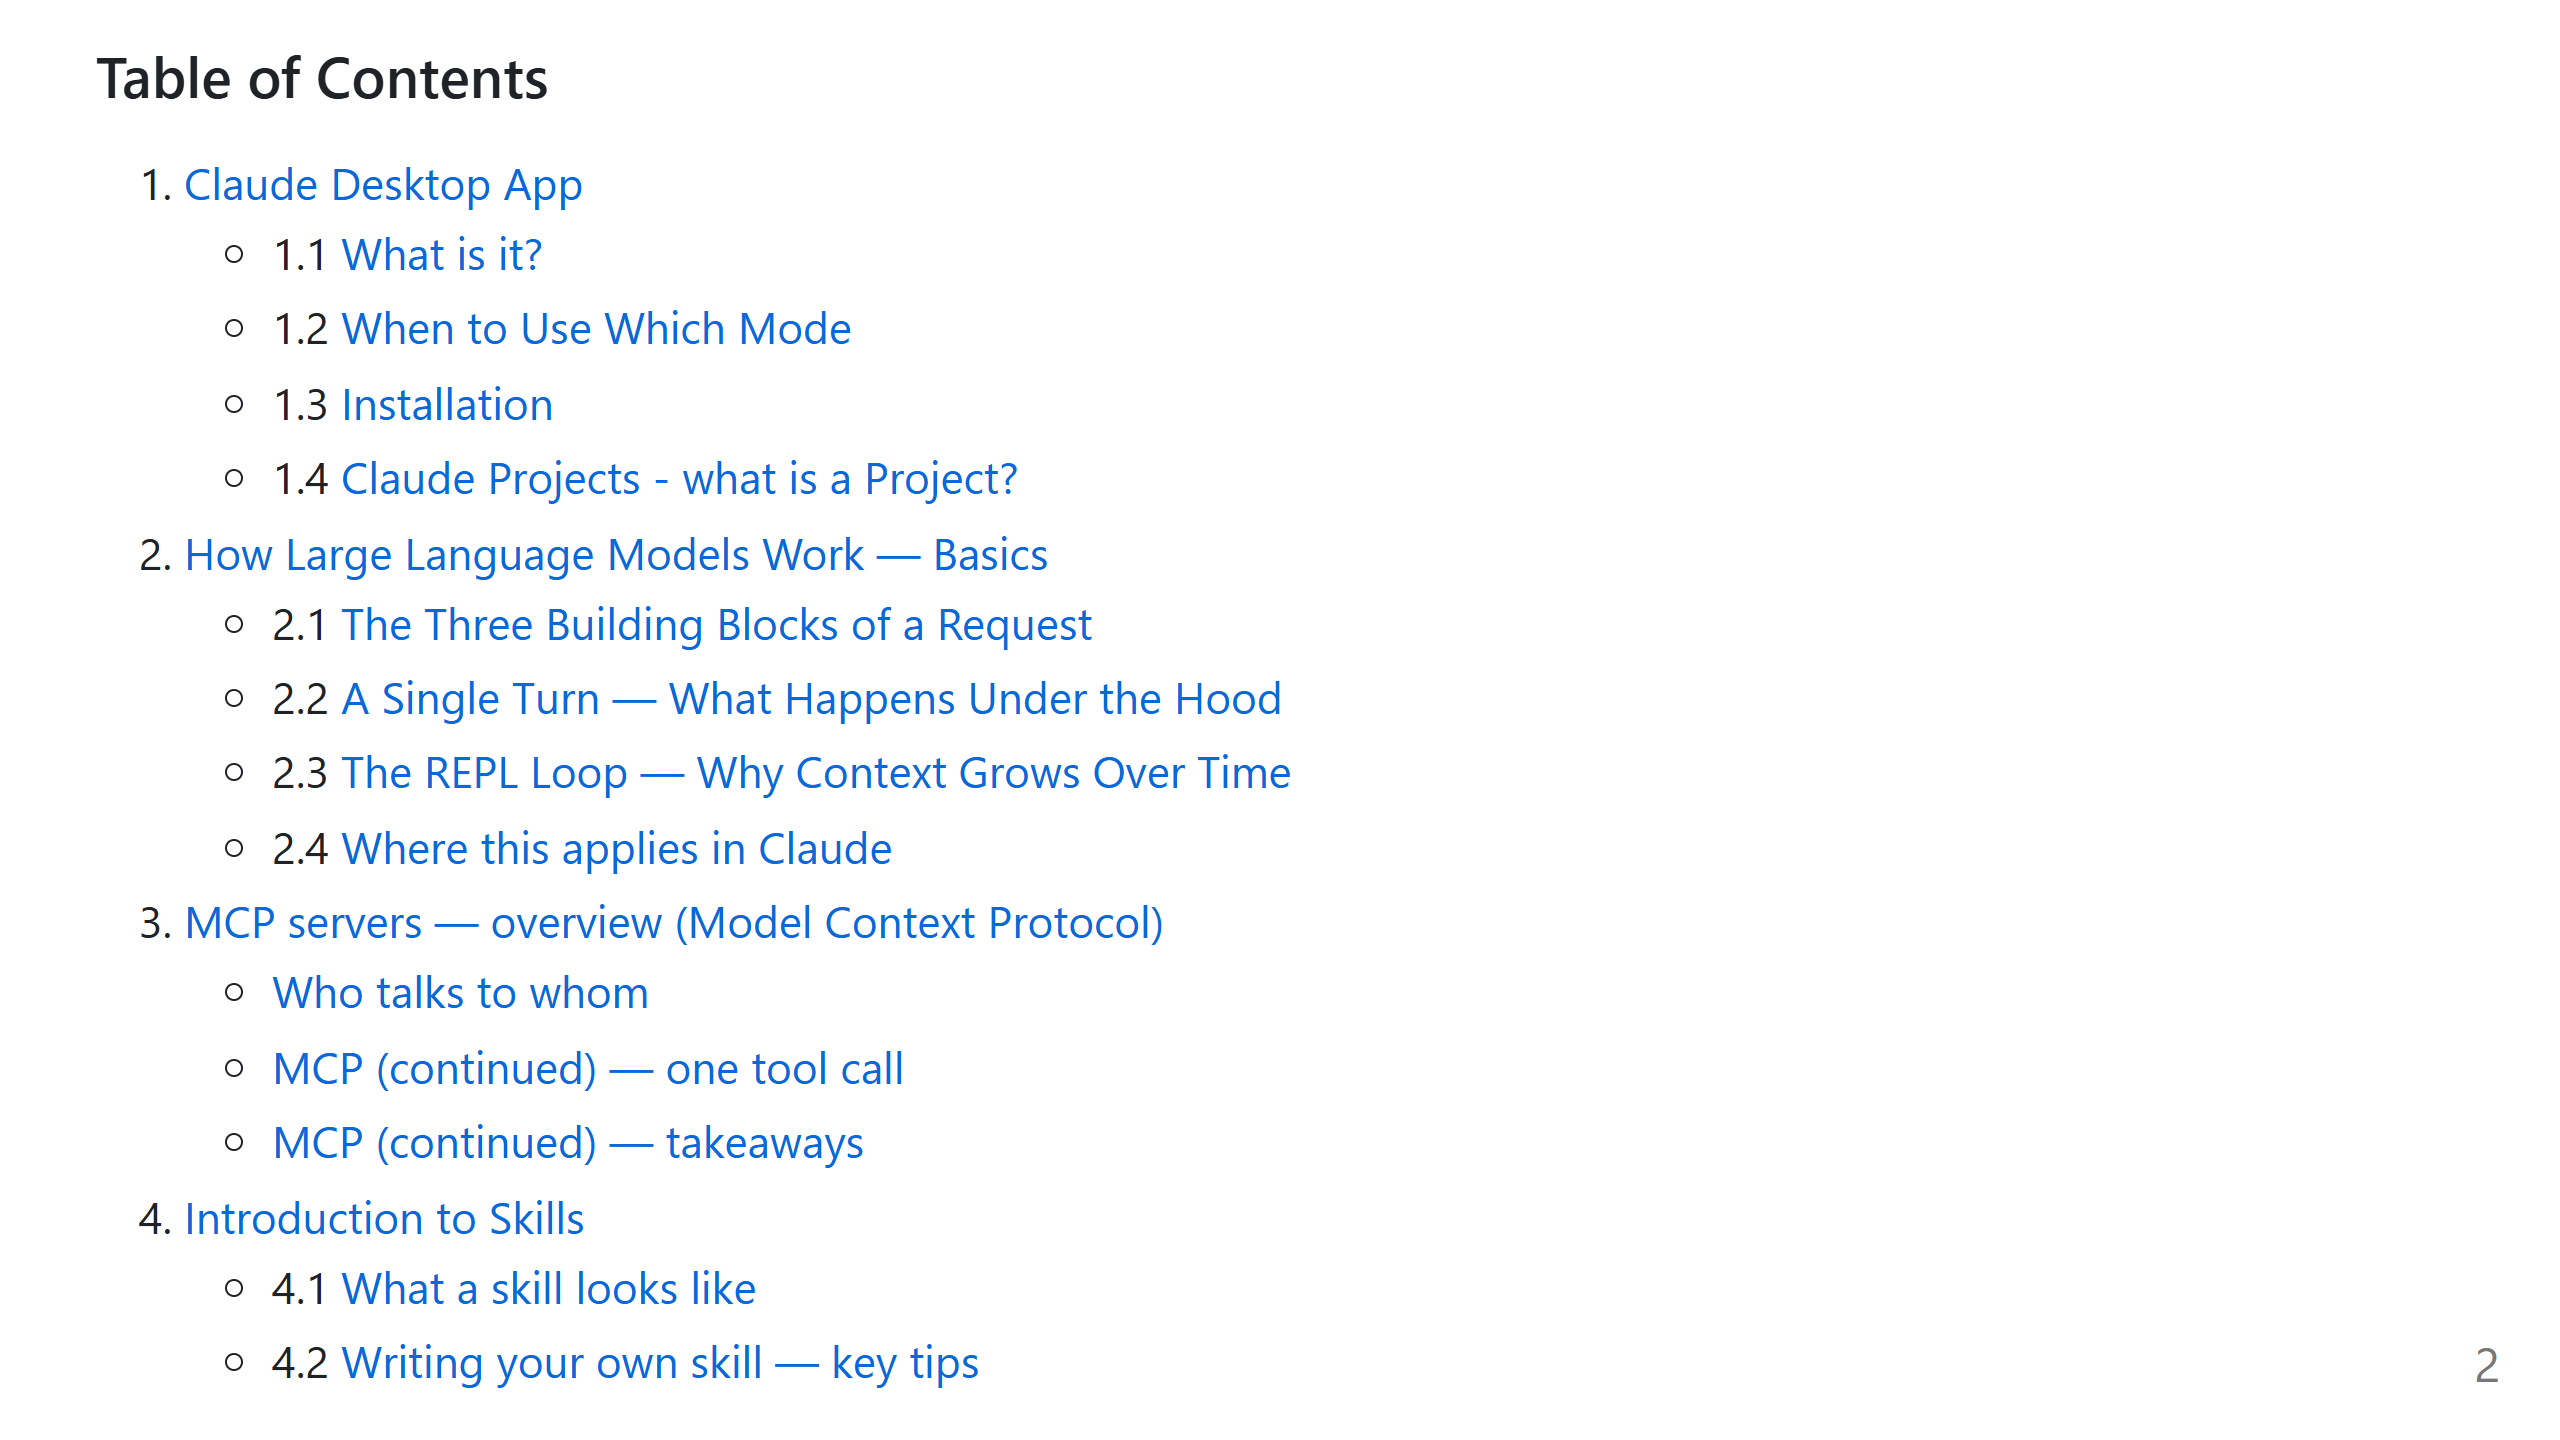 Table of Contents
1. Claude Desktop App
1.1 What is it?
1.2 When to Use Which Mode
1.3 Installation
1.4 Claude Projects - what is a Project?
2. How Large Language Models Work — Basics
2.1 The Three Building Blocks of a Request
2.2 A Single Turn — What Happens Under the Hood
2.3 The REPL Loop — Why Context Grows Over Time
2.4 Where this applies in Claude
3. MCP servers — overview (Model Context Protocol)
Who talks to whom
MCP (continued) — one tool call
MCP (continued) — takeaways
4. Introduction to Skills
4.1 What a skill looks like
4.2 Writing your own skill — key tips
2